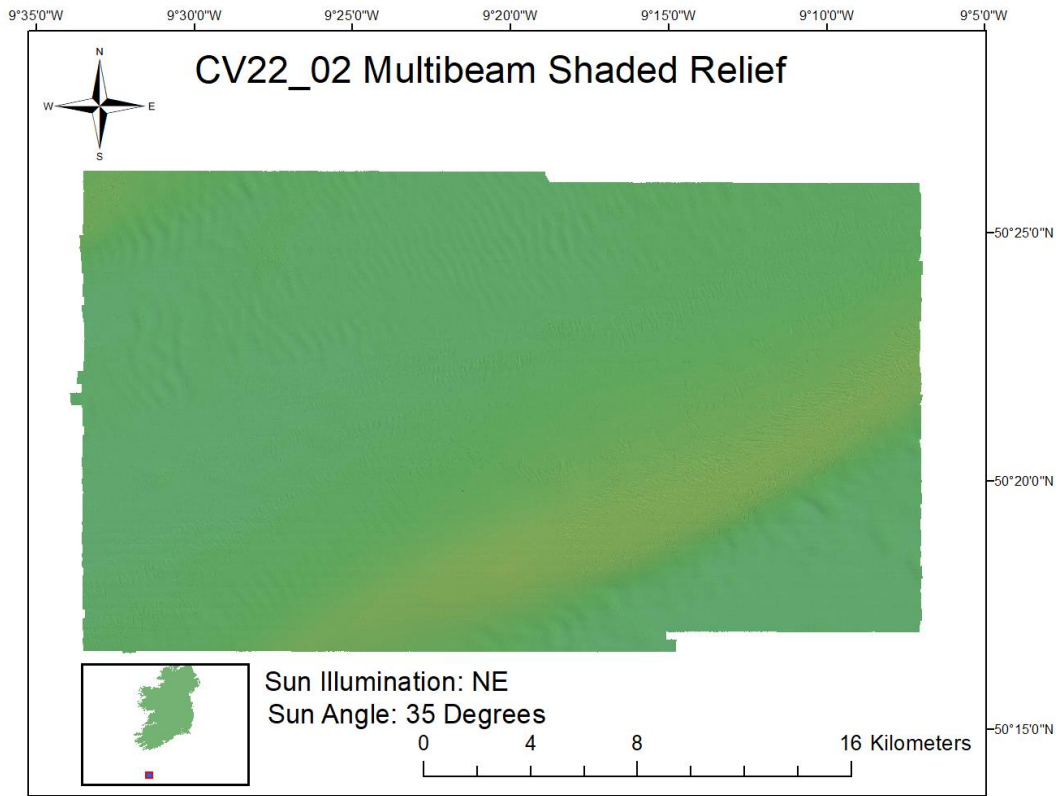 9°35'0"W 9°30'0"W 9°25'0"W 9°20'0"W 9°15'0"W 9°10'0"W 9°5'0"W
CV22_02 Multibeam Shaded Relief
N
W E
S
50°25'0"N
50°20'0"N
50°15'0"N
Sun Illumination: NE
Sun Angle: 35 Degrees
0 4 8 16 Kilometers